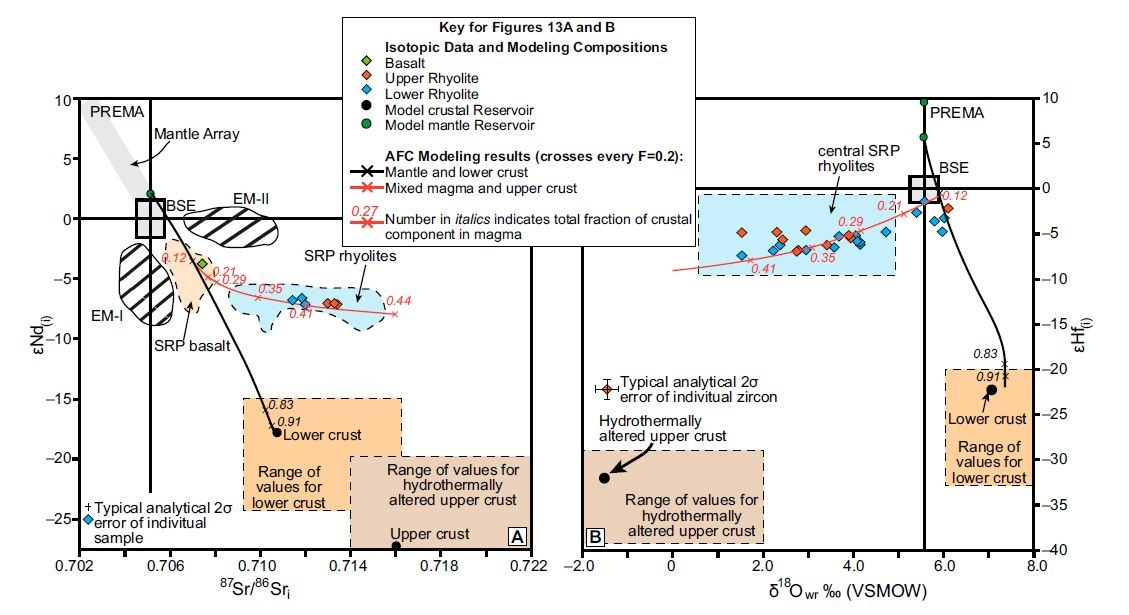 Key for Figures 13A and B
Isotopic Data and Modeling Compositions
Basalt
Upper Rhyolite
Lower Rhyolite
Model crustal Reservoir
Model mantle Reservoir
AFC Modeling results (crosses every F=0.2):
Mantle and lower crust
Mixed magma and upper crust
0.27
Number in italics indicates total fraction of crustal
component in magma
10
5
0
–5
–10
–15
–20
–25
εNd(i)
PREMA
Mantle Array
BSE
EM-II
EM-I
0.12
0.21
0.29
0.35
0.41
0.44
SRP rhyolites
SRP basalt
0.83
0.91
Lower crust
Range of
values for
lower crust
Range of values for
hydrothermally
altered upper crust
Upper crust
Typical analytical 2σ
error of indivitual
sample
A
0.702
0.706
0.710
0.714
0.718
0.722
87Sr/86Sri
PREMA
central SRP
rhyolites
BSE
0.12
0.21
0.29
0.35
0.41
0.83
0.91
Lower crust
Range of
values for
lower crust
Typical analytical 2σ
error of indivitual zircon
Hydrothermally
altered upper crust
Range of values for
hydrothermally
altered upper crust
B
10
5
0
–5
–10
–15
–20
–25
–30
–35
–40
εHf(i)
–2.0
0
2.0
4.0
6.0
8.0
δ18Owr ‰ (VSMOW)